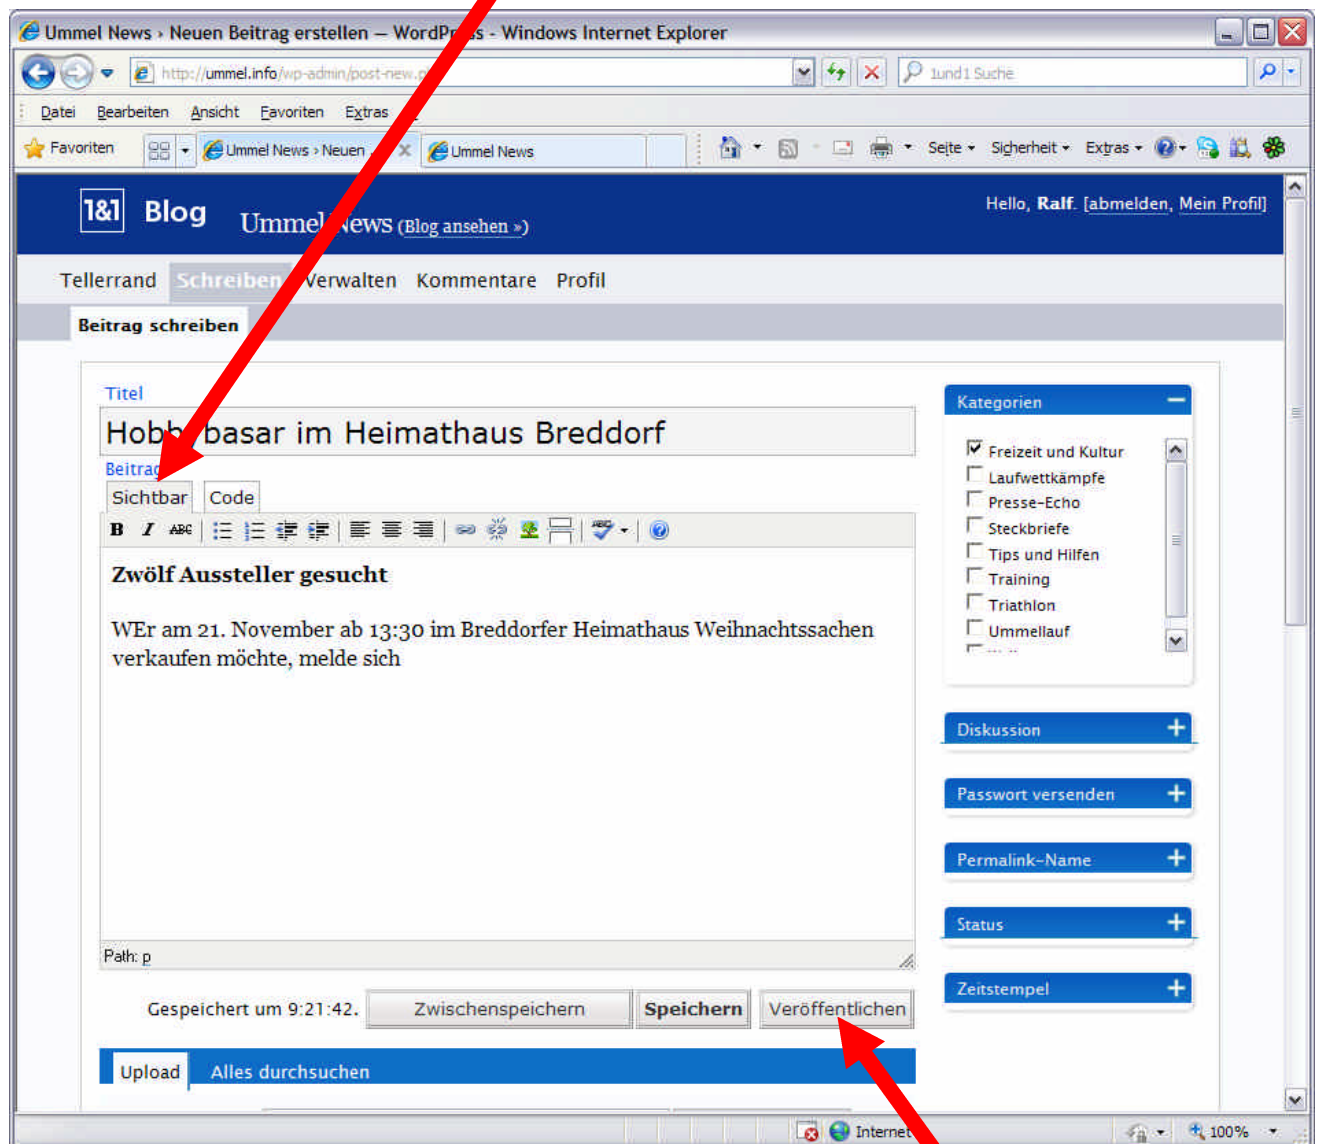 Ummel News › Neuen Beitrag erstellen — WordPress - Windows Internet Explorer
http://ummel.info/wp-admin/post-new.p
1und1 Suche
Datei Bearbeiten Ansicht Favoriten Extras
Favoriten Ummel News › Neuen ... Ummel News Seite Sicherheit Extras
1&1 Blog Ummel News (Blog ansehen »)
Hello, Ralf. [abmelden, Mein Profil]
Tellerrand Schreiben Verwalten Kommentare Profil
Beitrag schreiben
Titel
Hobbybasar im Heimathaus Breddorf
Beitrag
Sichtbar Code
B I ABC ABC
Zwölf Aussteller gesucht
WEr am 21. November ab 13:30 im Breddorfer Heimathaus Weihnachtssachen
verkaufen möchte, melde sich
Path: p
Gespeichert um 9:21:42. Zwischenspeichern Speichern Veröffentlichen
Upload Alles durchsuchen
Kategorien
Freizeit und Kultur
Laufwettkämpfe
Presse-Echo
Steckbriefe
Tips und Hilfen
Training
Triathlon
Ummellauf
Diskussion
Passwort versenden
Permalink-Name
Status
Zeitstempel
Internet 100%